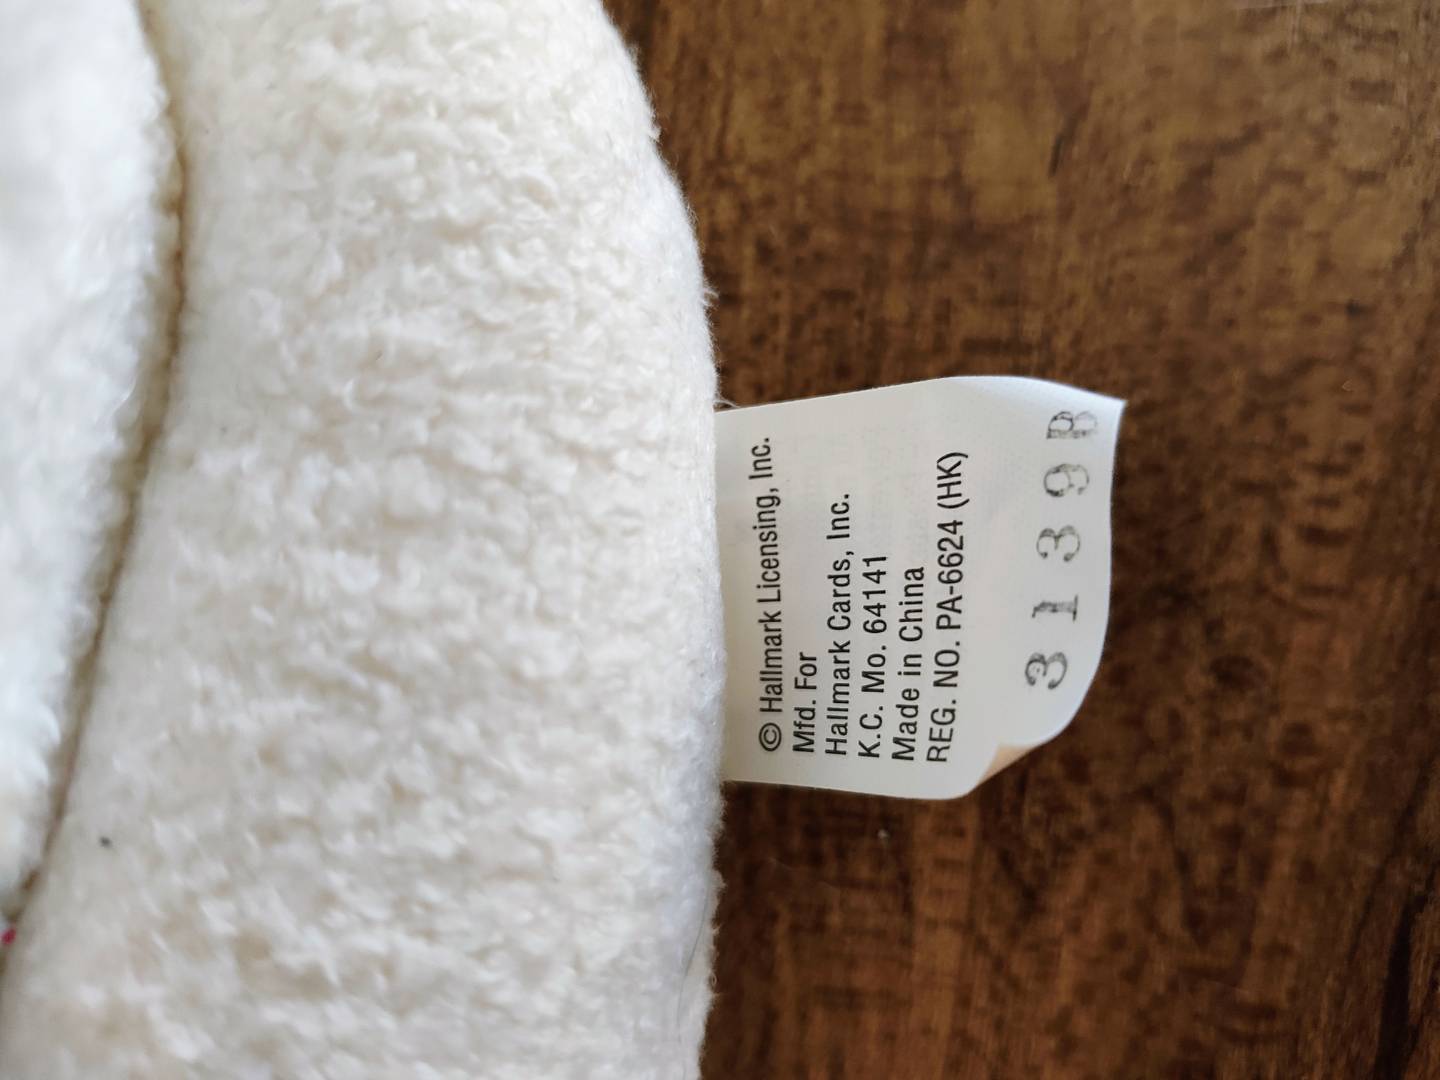 © Hallmark Licensing, Inc.
Mfd. For
Hallmark Cards, Inc.
K.C. Mo. 64141
Made in China
REG. NO. PA-6624 (HK)
3139B